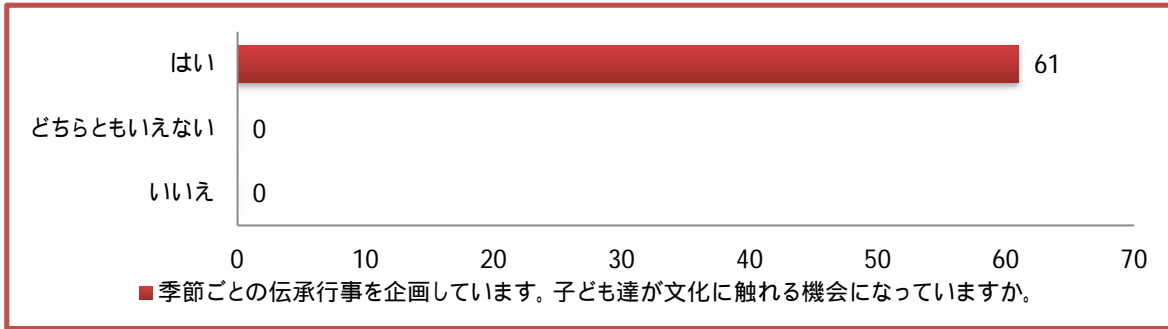 はい
61
どちらともいえない
0
いいえ
0
0 10 20 30 40 50 60 70
季節ごとの伝承行事を企画しています。子ども達が文化に触れる機会になっていますか。